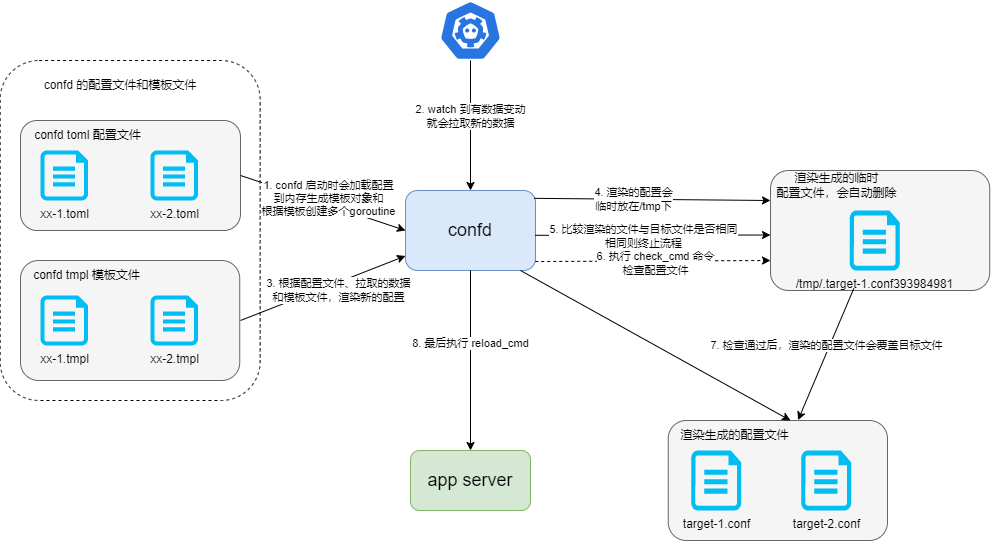 confd 的配置文件和模板文件
confd toml 配置文件
xx-1.toml
xx-2.toml
confd tmpl 模板文件
xx-1.tmpl
xx-2.tmpl
1. confd 启动时会加载配置
到内存生成模板对象和
根据模板创建多个goroutine
2. watch 到有数据变动
就会拉取新的数据
3. 根据配置文件、拉取的数据
和模板文件，渲染新的配置
confd
4. 渲染的配置会
临时放在/tmp下
5. 比较渲染的文件与目标文件是否相同
相同则终止流程
6. 执行 check_cmd 命令
检查配置文件
渲染生成的临时
配置文件，会自动删除
/tmp/.target-1.conf393984981
7. 检查通过后，渲染的配置文件会覆盖目标文件
8. 最后执行 reload_cmd
app server
渲染生成的配置文件
target-1.conf
target-2.conf